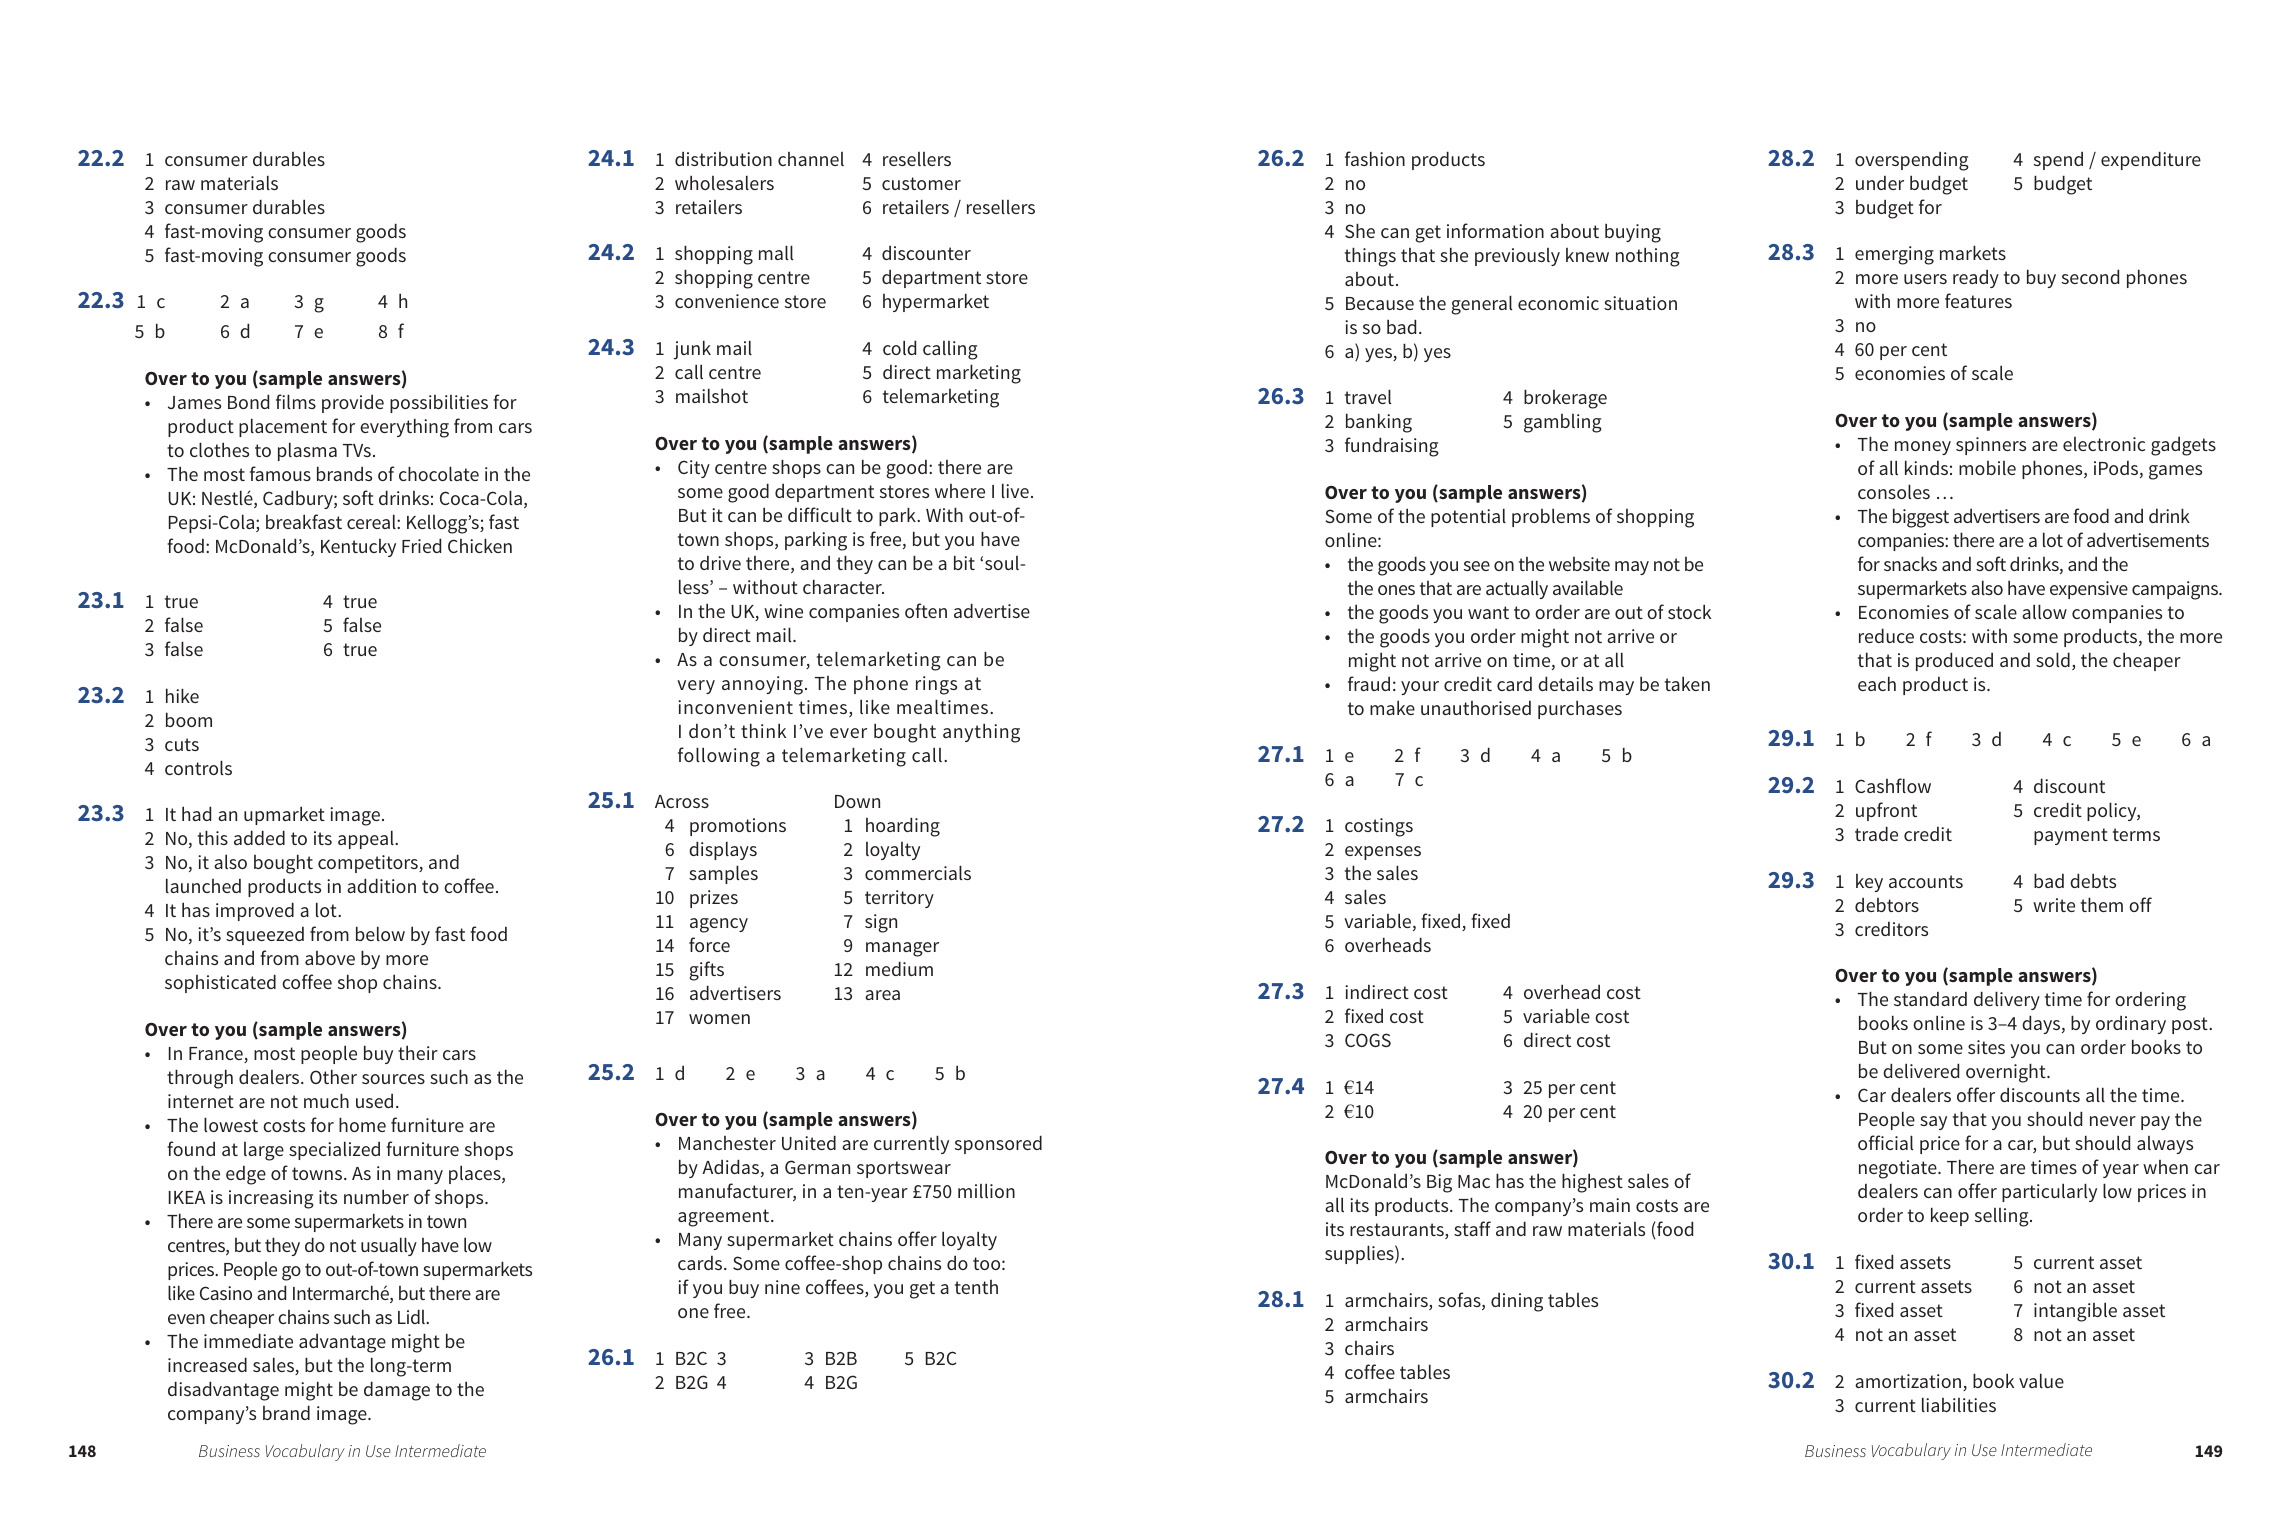 22.2 1 consumer durables
2 raw materials
3 consumer durables
4 fast-moving consumer goods
5 fast-moving consumer goods
22.3 1 c 2 a 3 g 4 h
5 b 6 d 7 e 8 f
Over to you (sample answers)
• James Bond films provide possibilities for
product placement for everything from cars
to clothes to plasma TVs.
• The most famous brands of chocolate in the
UK: Nestlé, Cadbury; soft drinks: Coca-Cola,
Pepsi-Cola; breakfast cereal: Kellogg’s; fast
food: McDonald’s, Kentucky Fried Chicken
23.1 1 true 4 true
2 false 5 false
3 false 6 true
23.2 1 hike
2 boom
3 cuts
4 controls
23.3 1 It had an upmarket image.
2 No, this added to its appeal.
3 No, it also bought competitors, and
launched products in addition to coffee.
4 It has improved a lot.
5 No, it’s squeezed from below by fast food
chains and from above by more
sophisticated coffee shop chains.
Over to you (sample answers)
• In France, most people buy their cars
through dealers. Other sources such as the
internet are not much used.
• The lowest costs for home furniture are
found at large specialized furniture shops
on the edge of towns. As in many places,
IKEA is increasing its number of shops.
• There are some supermarkets in town
centres, but they do not usually have low
prices. People go to out-of-town supermarkets
like Casino and Intermarché, but there are
even cheaper chains such as Lidl.
• The immediate advantage might be
increased sales, but the long-term
disadvantage might be damage to the
company’s brand image.
24.1 1 distribution channel 4 resellers
2 wholesalers 5 customer
3 retailers 6 retailers / resellers
24.2 1 shopping mall 4 discounter
2 shopping centre 5 department store
3 convenience store 6 hypermarket
24.3 1 junk mail 4 cold calling
2 call centre 5 direct marketing
3 mailshot 6 telemarketing
Over to you (sample answers)
• City centre shops can be good: there are
some good department stores where I live.
But it can be difficult to park. With out-of-
town shops, parking is free, but you have
to drive there, and they can be a bit ‘soul-
less’ – without character.
• In the UK, wine companies often advertise
by direct mail.
• As a consumer, telemarketing can be
very annoying. The phone rings at
inconvenient times, like mealtimes.
I don’t think I’ve ever bought anything
following a telemarketing call.
25.1 Across Down
4 promotions 1 hoarding
6 displays 2 loyalty
7 samples 3 commercials
10 prizes 5 territory
11 agency 7 sign
14 force 9 manager
15 gifts 12 medium
16 advertisers 13 area
17 women
25.2 1 d 2 e 3 a 4 c 5 b
Over to you (sample answers)
• Manchester United are currently sponsored
by Adidas, a German sportswear
manufacturer, in a ten-year £750 million
agreement.
• Many supermarket chains offer loyalty
cards. Some coffee-shop chains do too:
if you buy nine coffees, you get a tenth
one free.
26.1 1 B2C 3 3 B2B 5 B2C
2 B2G 4 4 B2G
148 Business Vocabulary in Use Intermediate
26.2 1 fashion products
2 no
3 no
4 She can get information about buying
things that she previously knew nothing
about.
5 Because the general economic situation
is so bad.
6 a) yes, b) yes
26.3 1 travel 4 brokerage
2 banking 5 gambling
3 fundraising
Over to you (sample answers)
Some of the potential problems of shopping
online:
• the goods you see on the website may not be
the ones that are actually available
• the goods you want to order are out of stock
• the goods you order might not arrive or
might not arrive on time, or at all
• fraud: your credit card details may be taken
to make unauthorised purchases
27.1 1 e 2 f 3 d 4 a 5 b
6 a 7 c
27.2 1 costings
2 expenses
3 the sales
4 sales
5 variable, fixed, fixed
6 overheads
27.3 1 indirect cost 4 overhead cost
2 fixed cost 5 variable cost
3 COGS 6 direct cost
27.4 1 €14 3 25 per cent
2 €10 4 20 per cent
Over to you (sample answer)
McDonald’s Big Mac has the highest sales of
all its products. The company’s main costs are
its restaurants, staff and raw materials (food
supplies).
28.1 1 armchairs, sofas, dining tables
2 armchairs
3 chairs
4 coffee tables
5 armchairs
28.2 1 overspending 4 spend / expenditure
2 under budget 5 budget
3 budget for
28.3 1 emerging markets
2 more users ready to buy second phones
with more features
3 no
4 60 per cent
5 economies of scale
Over to you (sample answers)
• The money spinners are electronic gadgets
of all kinds: mobile phones, iPods, games
consoles …
• The biggest advertisers are food and drink
companies: there are a lot of advertisements
for snacks and soft drinks, and the
supermarkets also have expensive campaigns.
• Economies of scale allow companies to
reduce costs: with some products, the more
that is produced and sold, the cheaper
each product is.
29.1 1 b 2 f 3 d 4 c 5 e 6 a
29.2 1 Cashflow 4 discount
2 upfront 5 credit policy,
3 trade credit payment terms
29.3 1 key accounts 4 bad debts
2 debtors 5 write them off
3 creditors
Over to you (sample answers)
• The standard delivery time for ordering
books online is 3–4 days, by ordinary post.
But on some sites you can order books to
be delivered overnight.
• Car dealers offer discounts all the time.
People say that you should never pay the
official price for a car, but should always
negotiate. There are times of year when car
dealers can offer particularly low prices in
order to keep selling.
30.1 1 fixed assets 5 current asset
2 current assets 6 not an asset
3 fixed asset 7 intangible asset
4 not an asset 8 not an asset
30.2 2 amortization, book value
3 current liabilities
Business Vocabulary in Use Intermediate 149